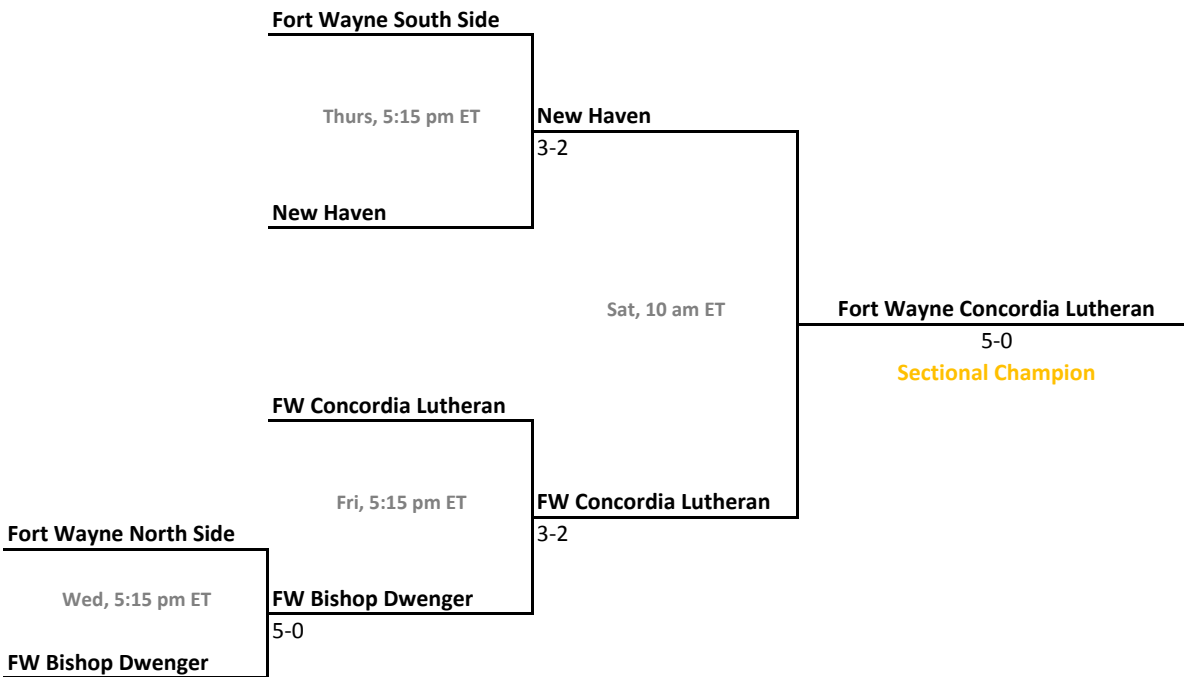 Fort Wayne South Side
Thurs, 5:15 pm ET
New Haven
3-2
New Haven
Sat, 10 am ET
Fort Wayne Concordia Lutheran
5-0
Sectional Champion
FW Concordia Lutheran
Fri, 5:15 pm ET
FW Concordia Lutheran
3-2
Fort Wayne North Side
Wed, 5:15 pm ET
FW Bishop Dwenger
5-0
FW Bishop Dwenger